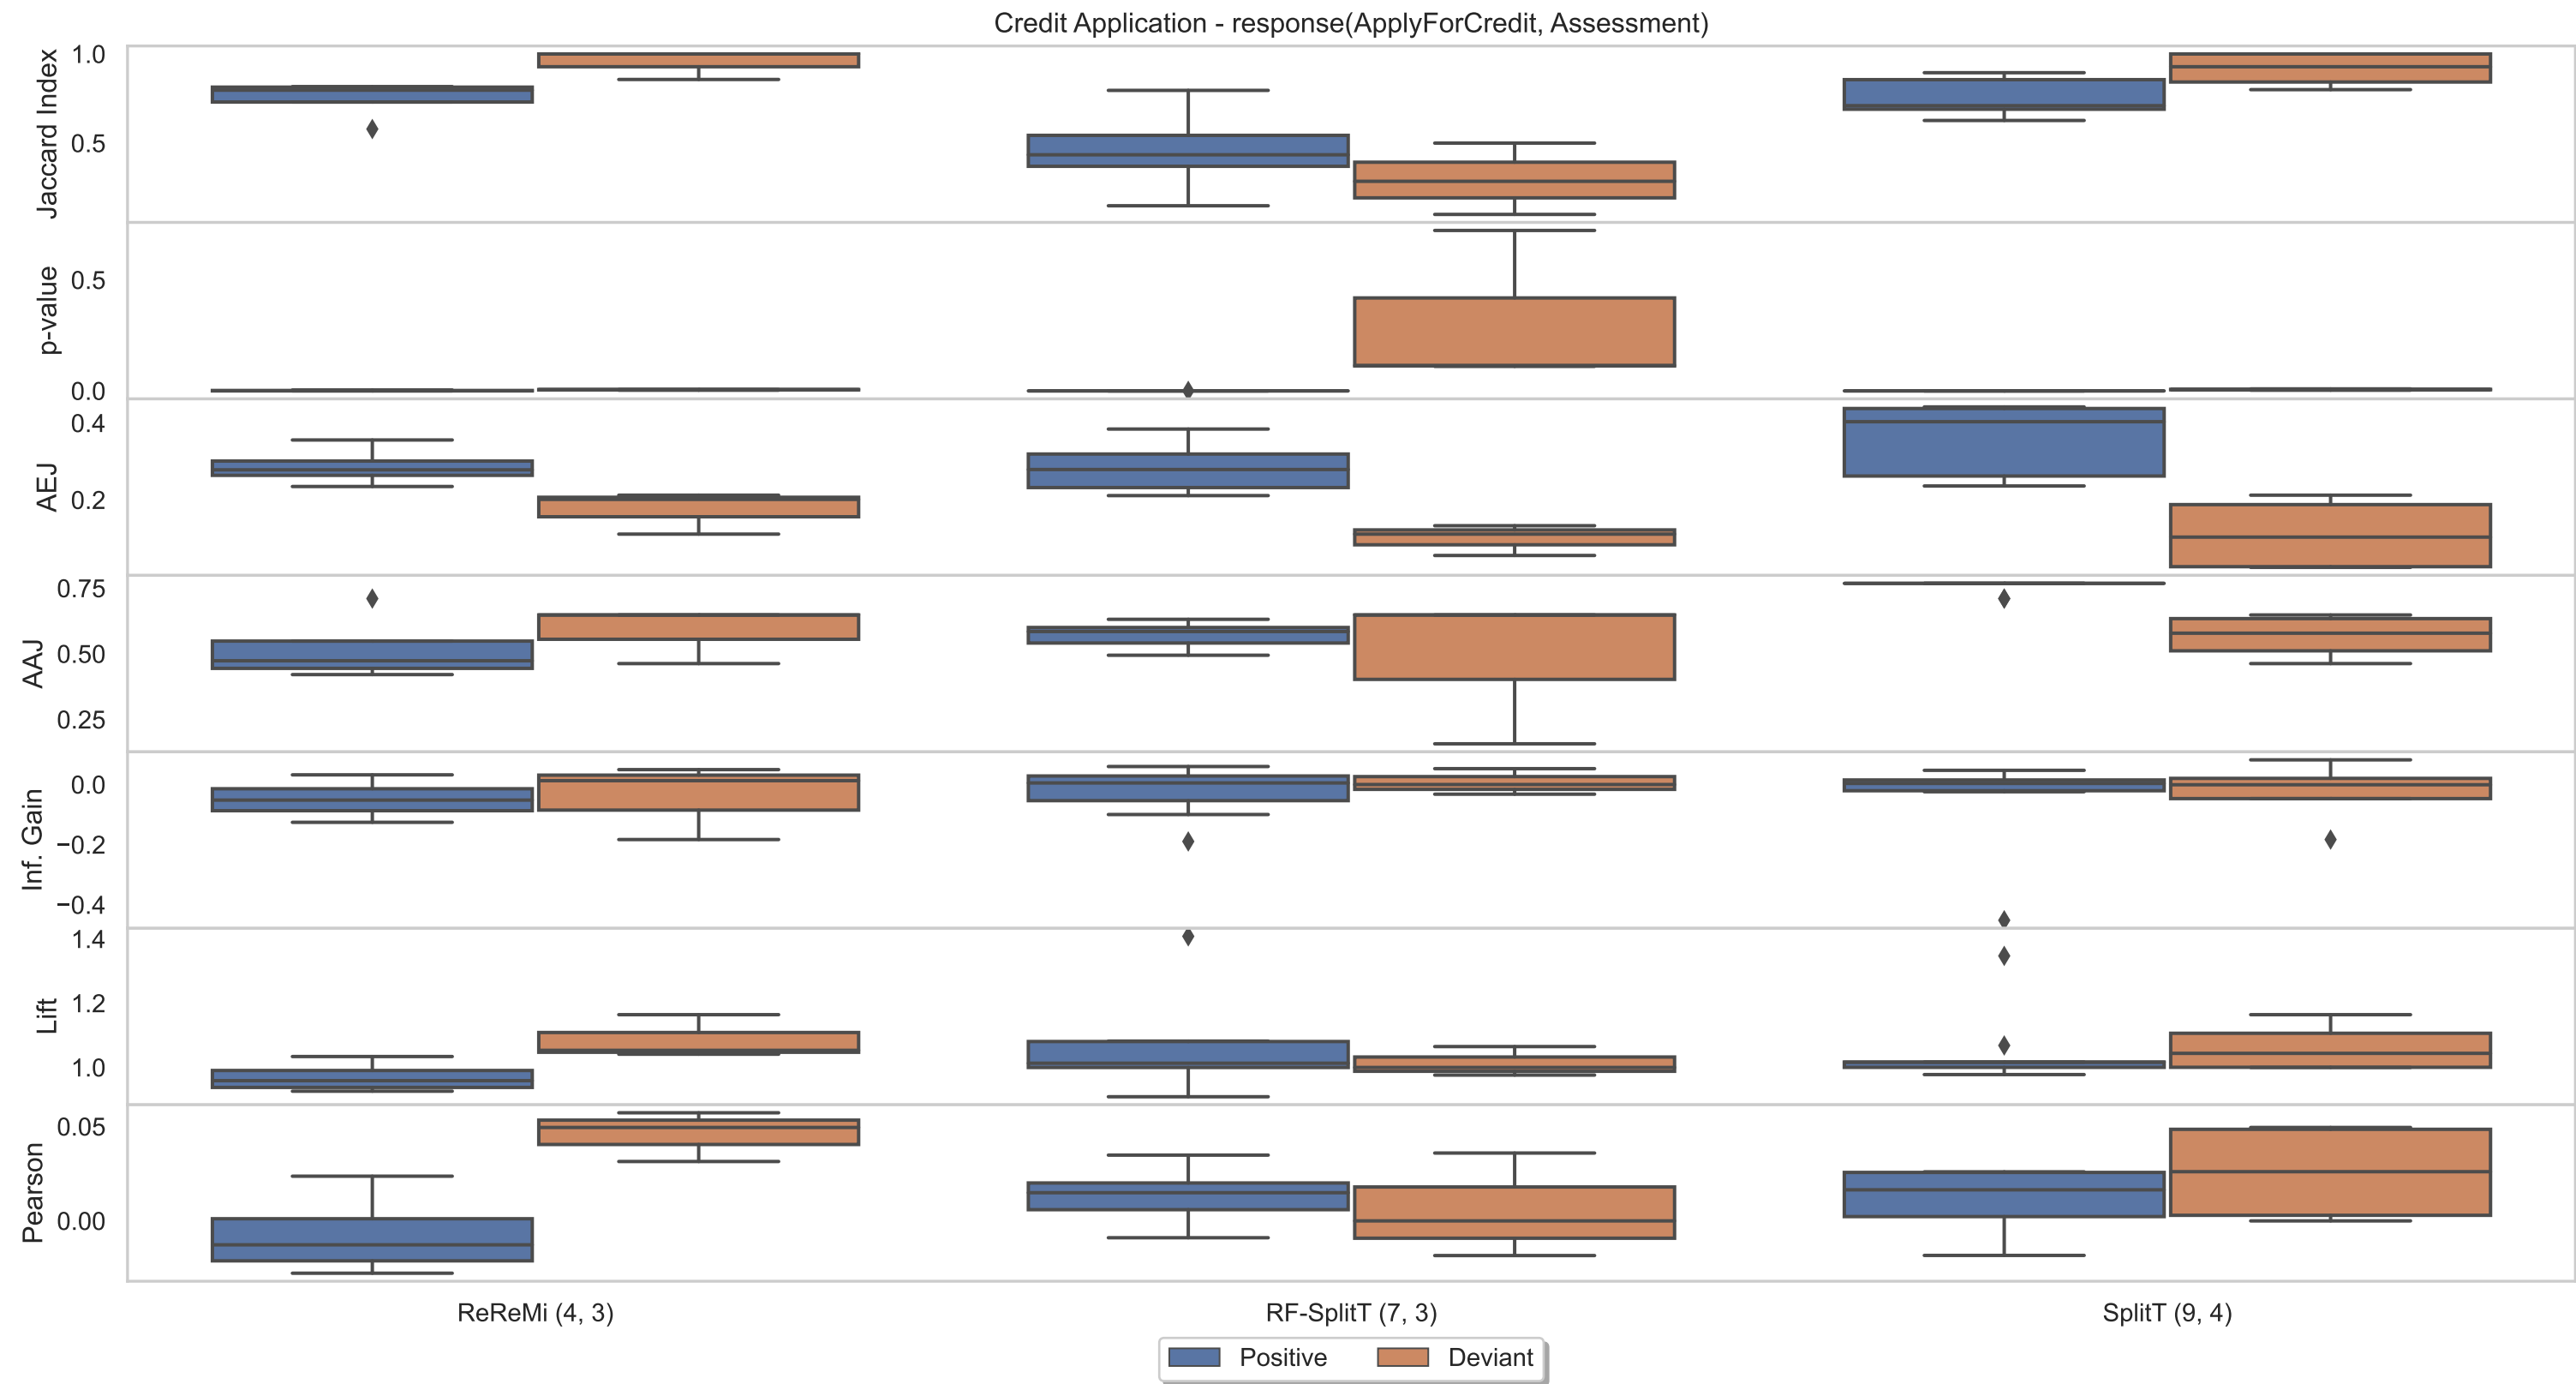 Credit Application - response(ApplyForCredit, Assessment)
Jaccard Index
1.0
0.5
p-value
0.5
0.0
AEJ
0.4
0.2
AAJ
0.75
0.50
0.25
Inf. Gain
0.0
−0.2
−0.4
Lift
1.4
1.2
1.0
Pearson
0.05
0.00
ReReMi (4, 3)
RF-SplitT (7, 3)
SplitT (9, 4)
Positive
Deviant